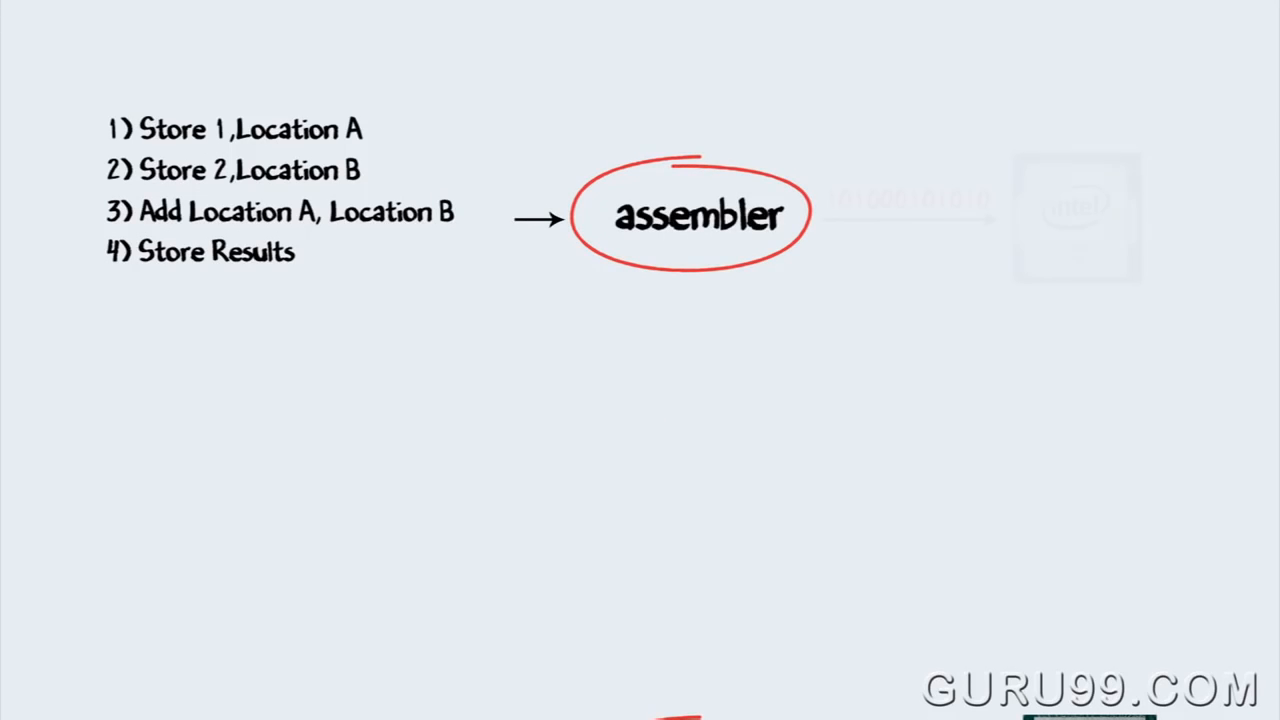 1) Store 1,Location A
2) Store 2,Location B
3) Add Location A, Location B
4) Store Results
assembler
101000101010
(intel)
GURU99.COM